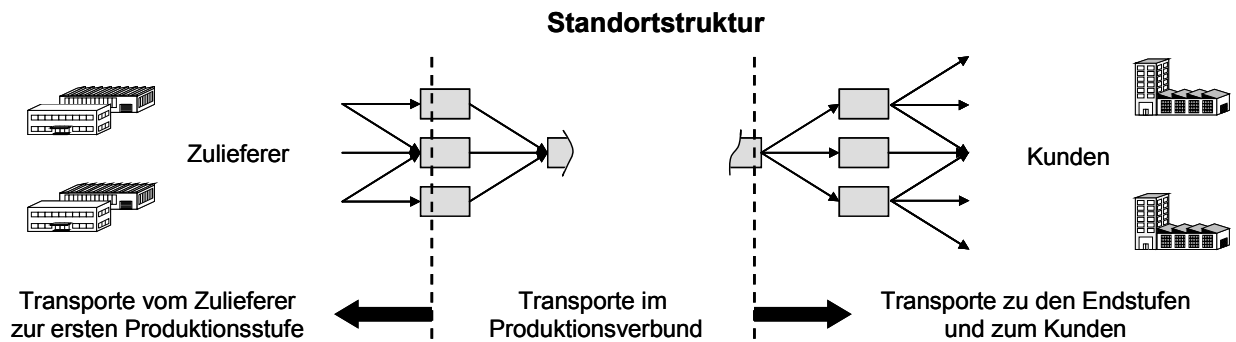 Standortstruktur
Zulieferer
Kunden
Transporte vom Zulieferer
zur ersten Produktionsstufe
Transporte im
Produktionsverbund
Transporte zu den Endstufen
und zum Kunden